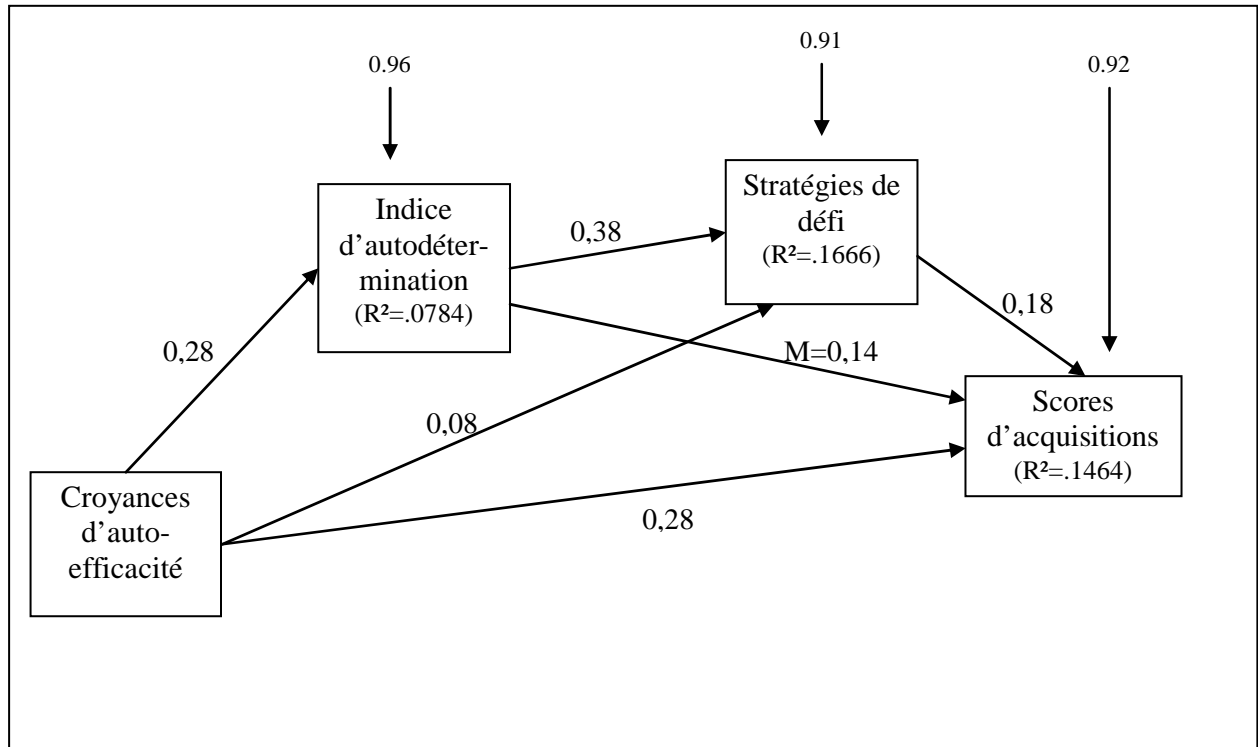 0.96
0.91
0.92
Indice
d’autodéter-
mination
(R²=.0784)
Stratégies de
défi
(R²=.1666)
0,38
0,18
0,28
M=0,14
Scores
d’acquisitions
(R²=.1464)
0,08
Croyances
d’auto-
efficacité
0,28